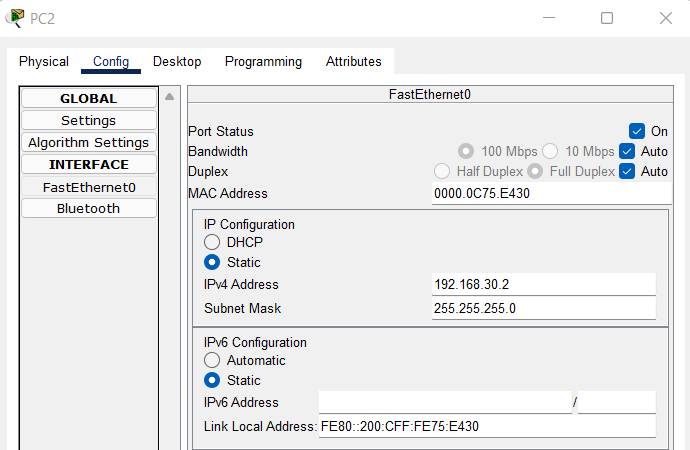 PC2
Physical Config Desktop Programming Attributes
GLOBAL
Settings
Algorithm Settings
INTERFACE
FastEthernet0
Bluetooth
FastEthernet0
Port Status On
Bandwidth 100 Mbps 10 Mbps Auto
Duplex Half Duplex Full Duplex Auto
MAC Address 0000.0C75.E430
IP Configuration
DHCP
Static
IPv4 Address 192.168.30.2
Subnet Mask 255.255.255.0
IPv6 Configuration
Automatic
Static
IPv6 Address /
Link Local Address: FE80::200:CFF:FE75:E430